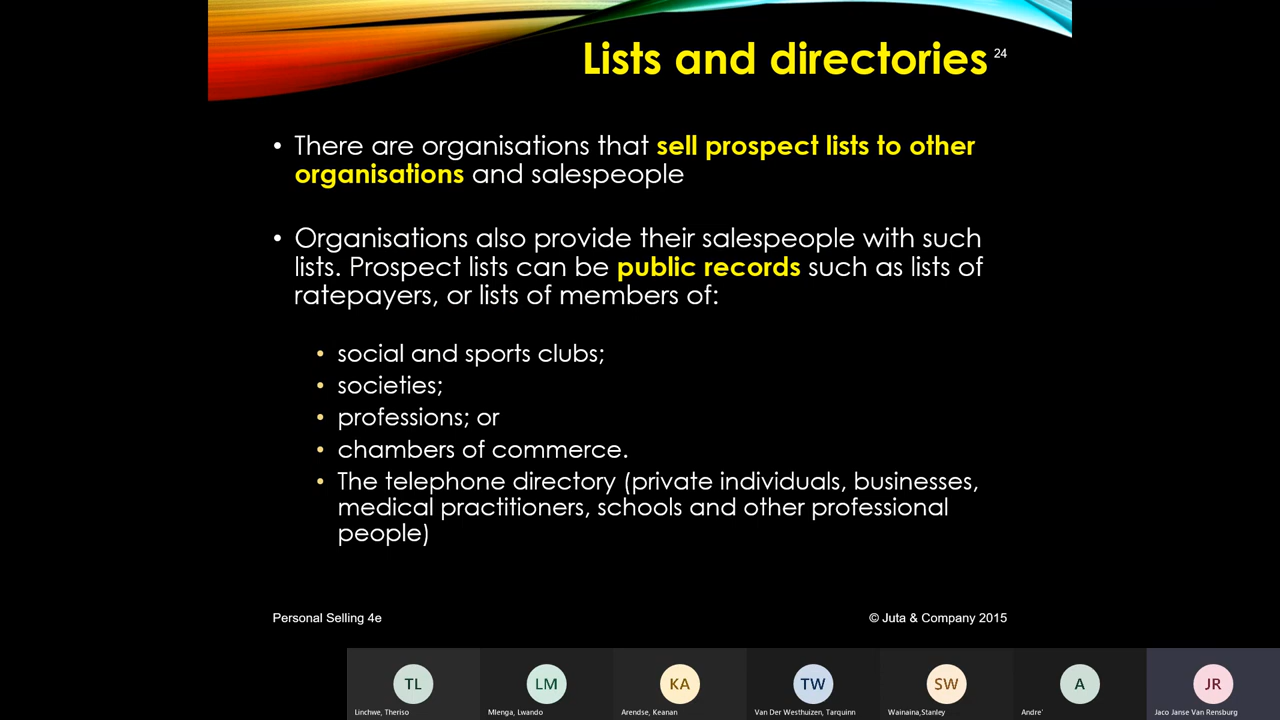 Lists and directories 24
• There are organisations that sell prospect lists to other
organisations and salespeople
• Organisations also provide their salespeople with such
lists. Prospect lists can be public records such as lists of
ratepayers, or lists of members of:
• social and sports clubs;
• societies;
• professions; or
• chambers of commerce.
• The telephone directory (private individuals, businesses,
medical practitioners, schools and other professional
people)
Personal Selling 4e
© Juta & Company 2015
TL LM KA TW SW A JR
Linchwe, Theriso Mlenga, Lwando Arendse, Keanan Van Der Westhuizen, Tarquinn Wainaina,Stanley Andre' Jaco Janse Van Rensburg